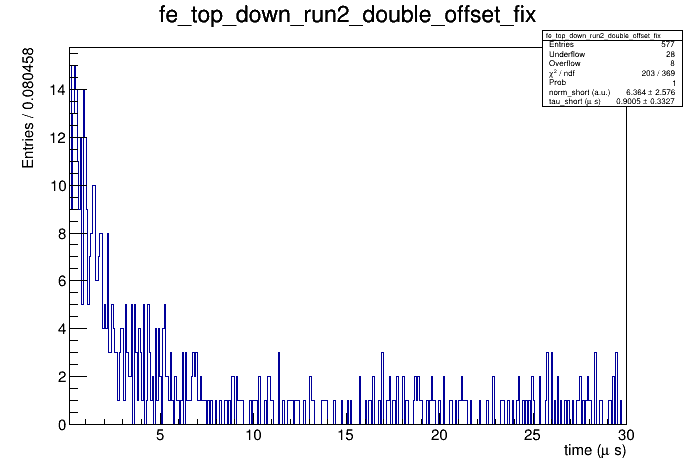 fe_top_down_run2_double_offset_fix
fe_top_down_run2_double_offset_fix
Entries 577
Underflow 28
Overflow 8
χ² / ndf 203 / 369
Prob 1
norm_short (a.u.) 6.364 ± 2.576
tau_short (μ s) 0.9005 ± 0.3327
Entries / 0.080458
14
12
10
8
6
4
2
0
5 10 15 20 25 30
time (μ s)